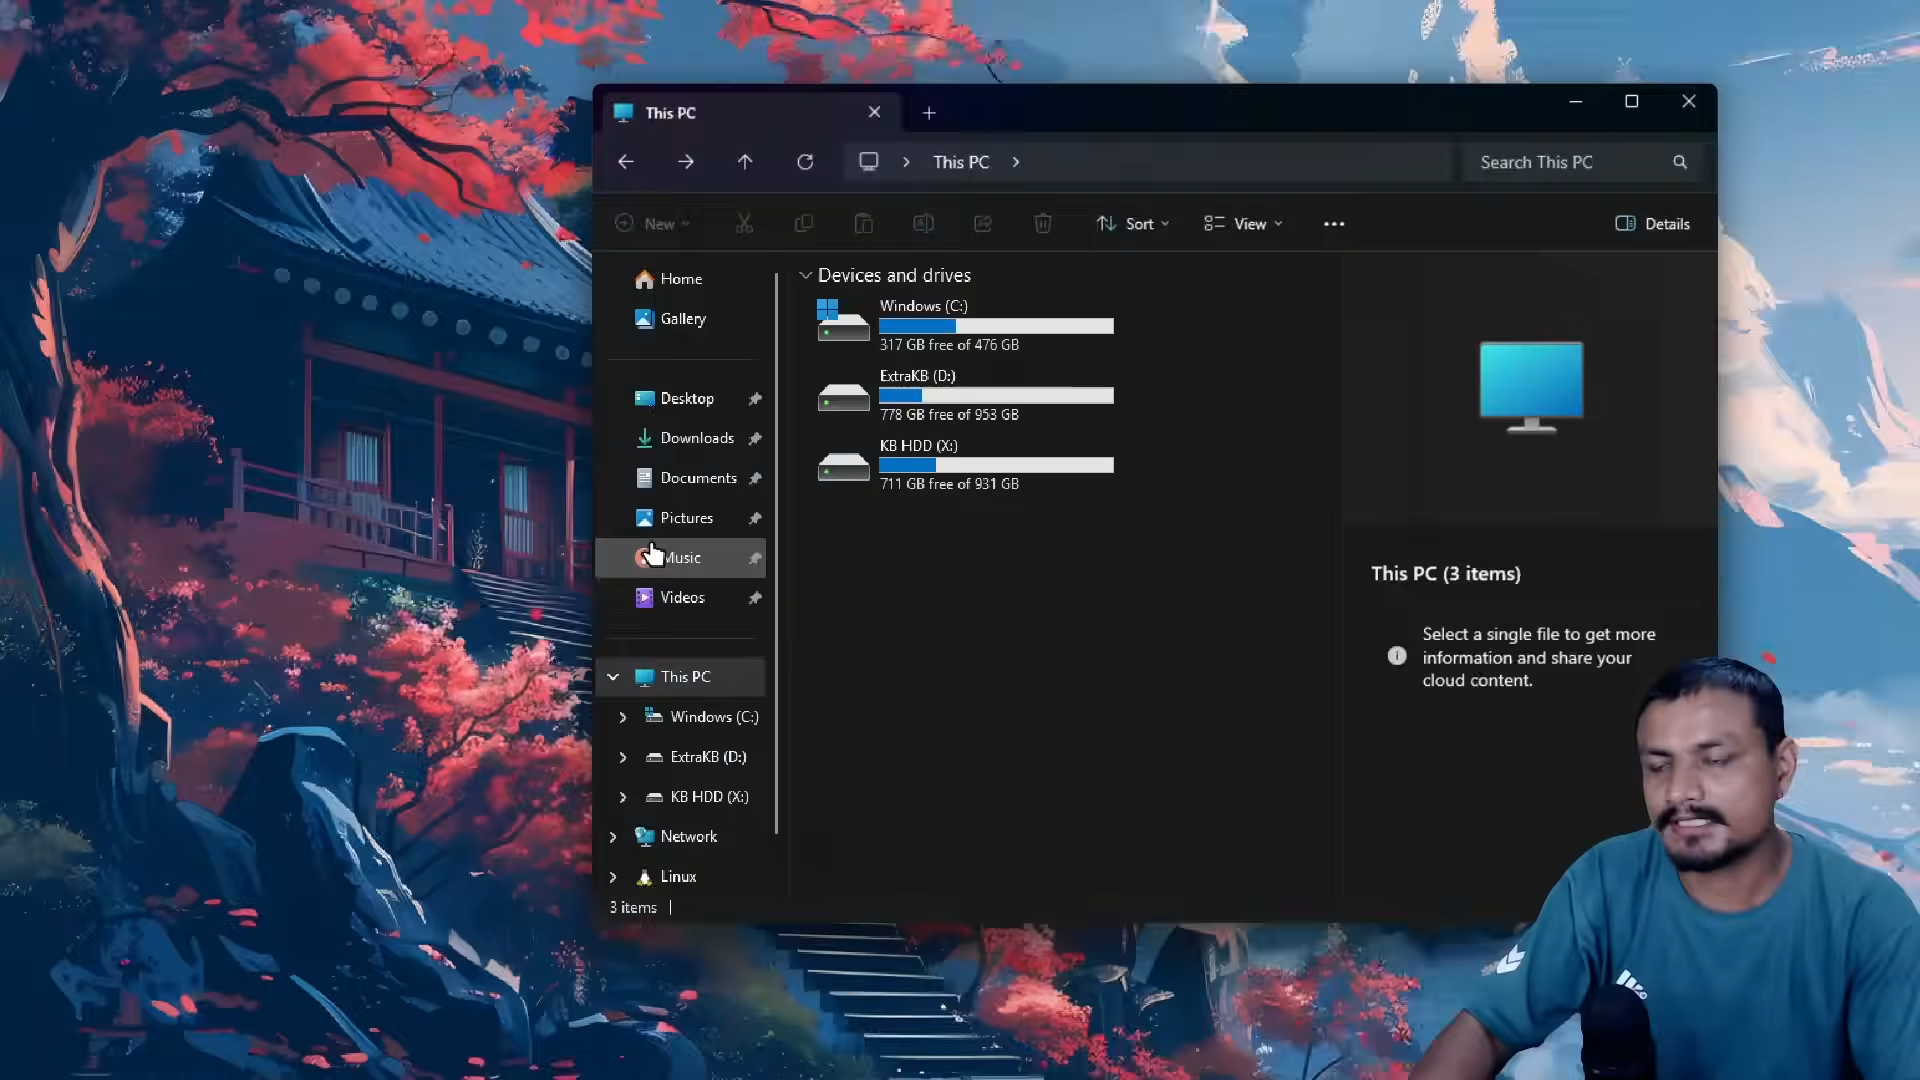 This PC
This PC
Search This PC
New
Sort
View
Details
Home
Gallery
Desktop
Downloads
Documents
Pictures
Music
Videos
This PC
Windows (C:)
ExtraKB (D:)
KB HDD (X:)
Network
Linux
3 items
Devices and drives
Windows (C:)
317 GB free of 476 GB
ExtraKB (D:)
778 GB free of 953 GB
KB HDD (X:)
711 GB free of 931 GB
This PC (3 items)
Select a single file to get more
information and share your
cloud content.